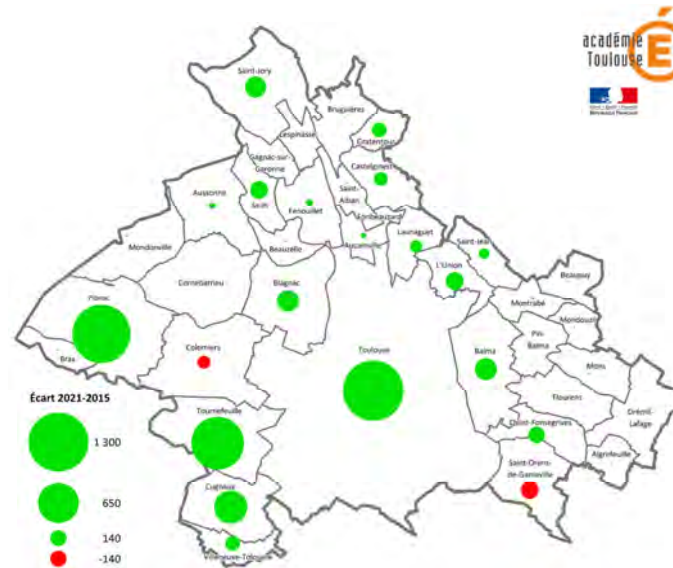 académie
Toulouse
RÉPUBLIQUE FRANÇAISE
Saint-Jory
Bruguières
Lespinasse
Gratentour
Gagnac-sur-
Garonne
Castelginest
Saint-
Alban
Aussonne
Seilh
Fenouillet
Fonbeauzard
Launaguet
Aucamville
Saint-Jean
Mondonville
Beauzelle
L'Union
Beaupuy
Cornebarrieu
Blagnac
Montrabé
Pibrac
Mondouzil
Pin-
Balma
Colomiers
Toulouse
Balma
Mons
Brax
Flourens
Écart 2021-2015
Tournefeuille
Drémil-
Lafage
Quint-Fonsegrives
1 300
Aigrefeuille
Saint-Orens-
de-Gameville
Cugnaux
650
140
-140
Villeneuve-Tolosane